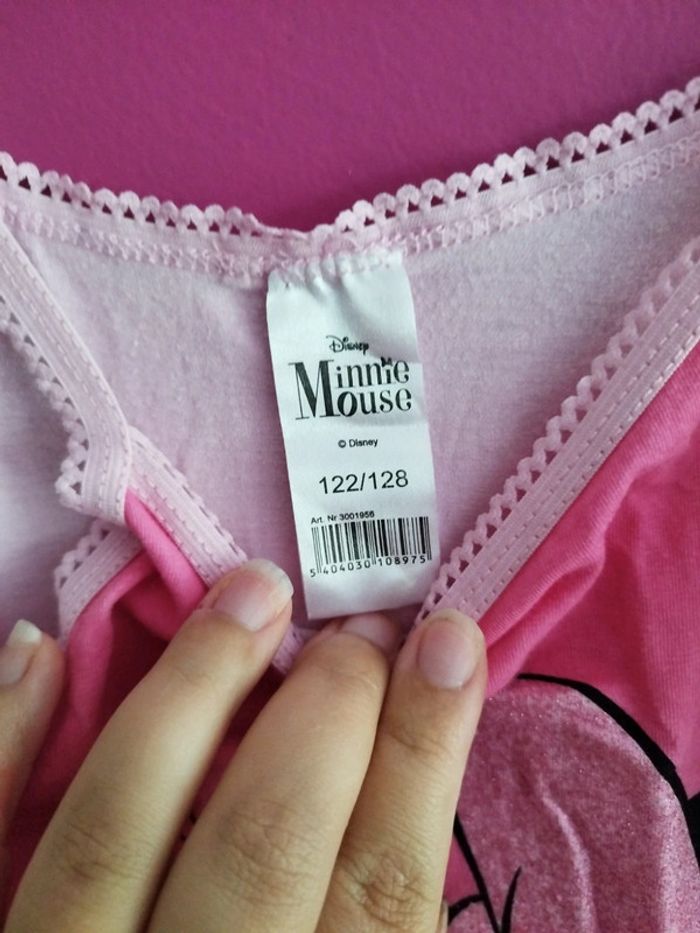 Disney
Minnie
Mouse
© Disney
122/128
Art. Nr 3001956
5 404030 108975